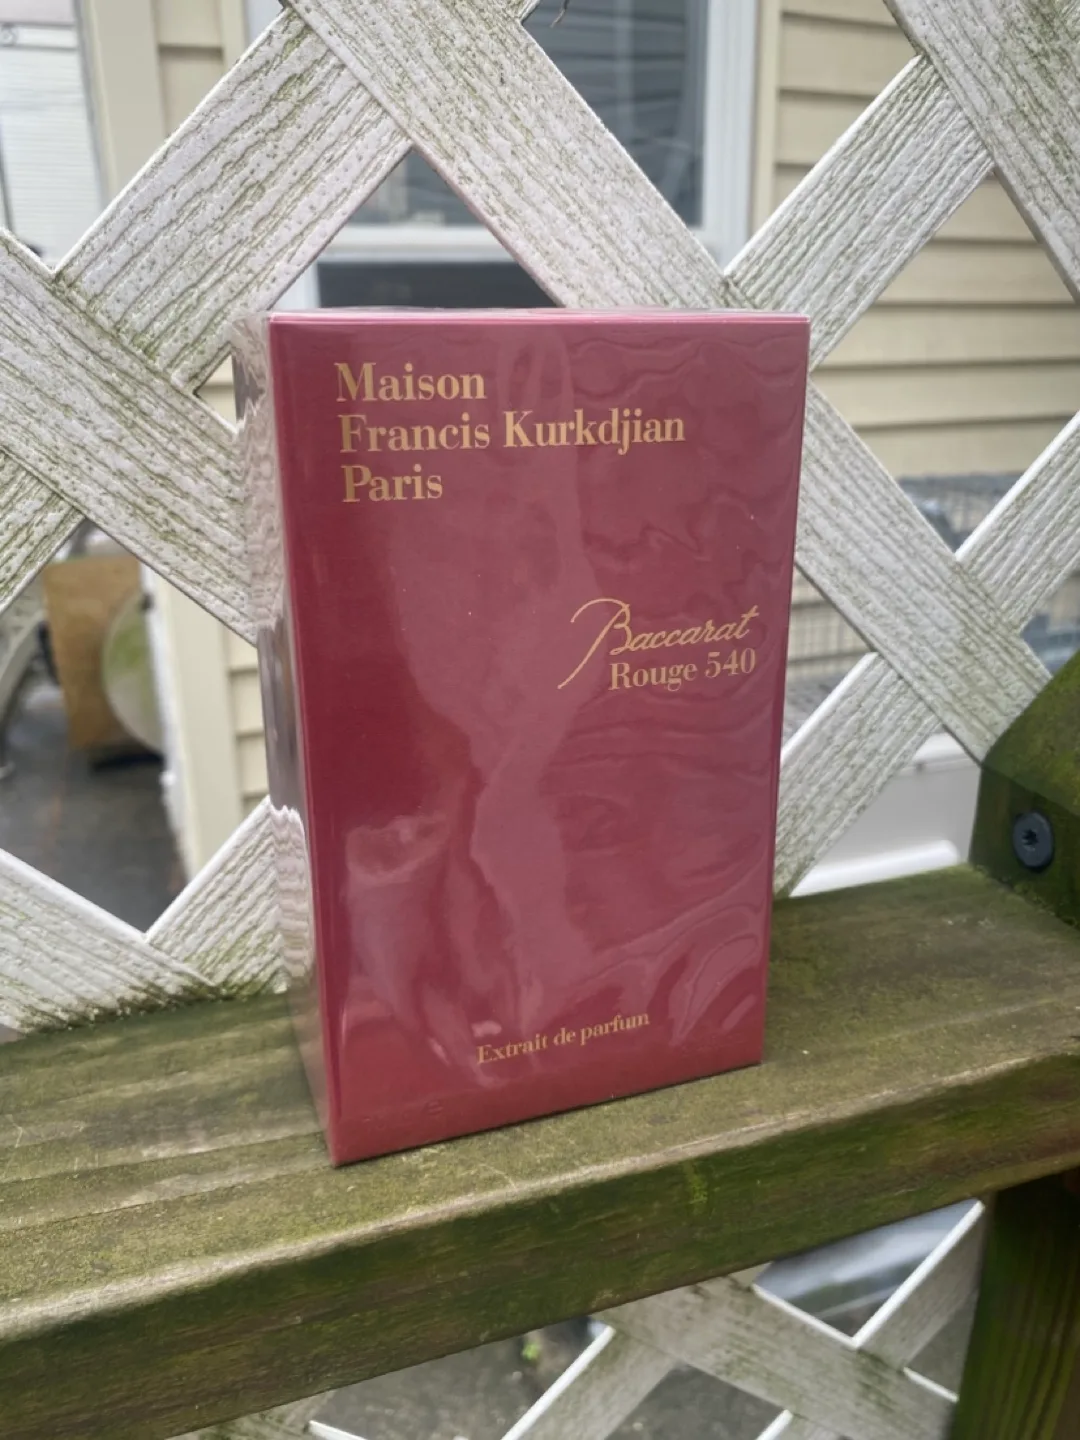 Maison
Francis Kurkdjian
Paris
Baccarat
Rouge 540
Extrait de parfum